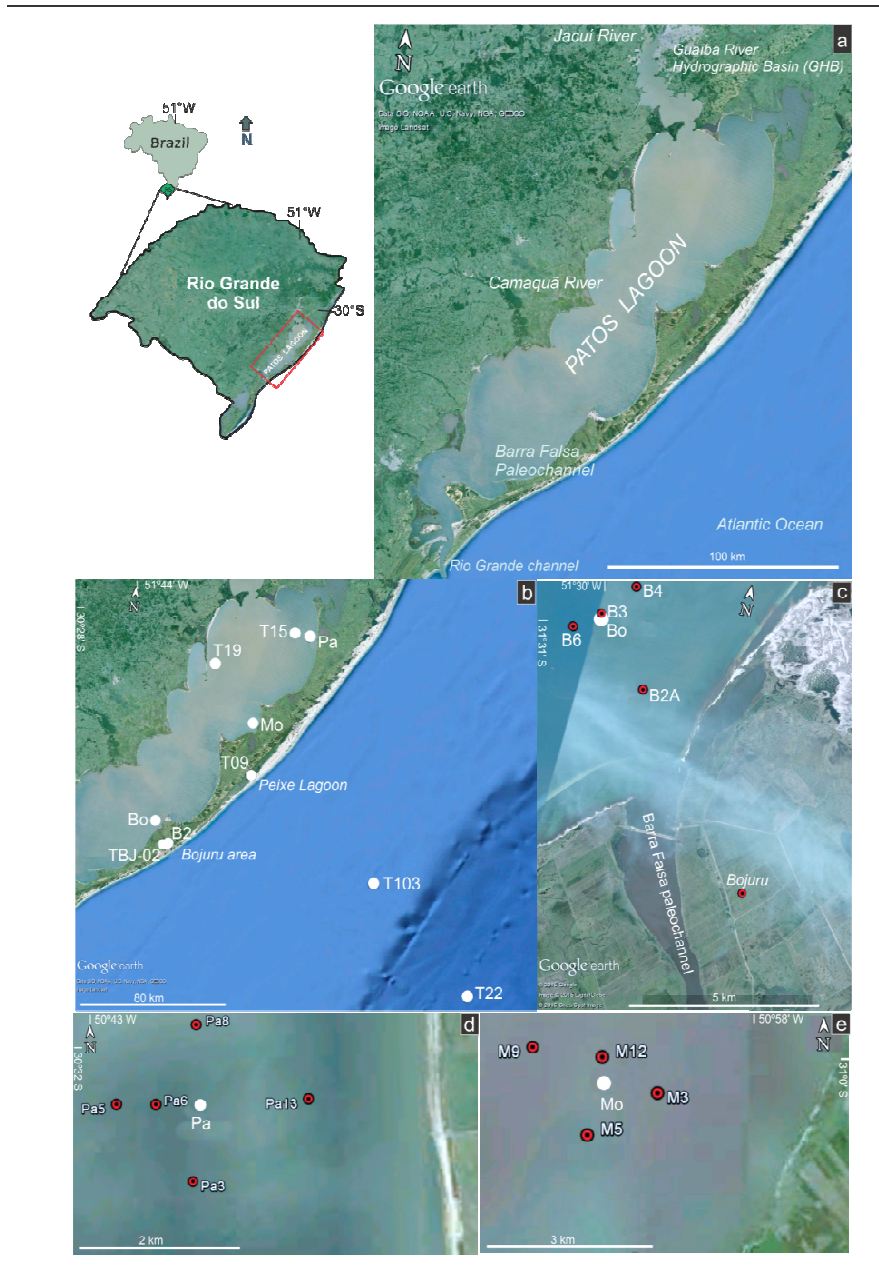 51°W
Brazil
N
51°W
Rio Grande
do Sul
30°S
PATOS LAGOON
a
N
Jacuí River
Guaíba River
Hydrographic Basin (GHB)
Google earth
Image Landsat
Camaquã River
PATOS LAGOON
Barra Falsa
Paleochannel
Atlantic Ocean
Rio Grande channel
100 km
b
51°44' W
N
30°28' S
T15
Pa
T19
Mo
T09
Peixe Lagoon
Bo
B2
TBJ-02
Bojuru area
T103
T22
Google earth
60 km
c
51°30' W
N
31°31' S
B4
B3
Bo
B6
B2A
Barra Falsa paleochannel
Bojuru
Google earth
5 km
d
50°43' W
N
30°32' S
Pa8
Pa5
Pa6
Pa
Pa13
Pa3
2 km
e
50°58' W
N
31°0' S
M9
M12
Mo
M3
M5
3 km